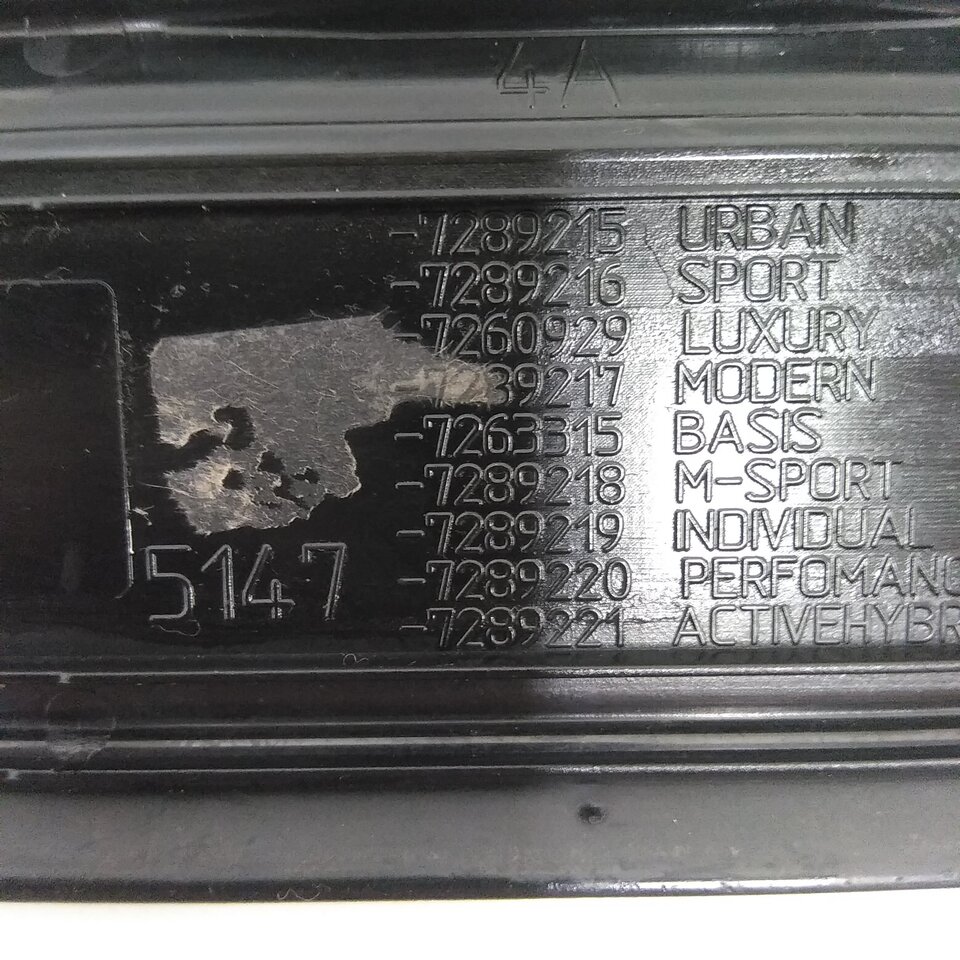 4A
-7289215 URBAN
-7289216 SPORT
-7260929 LUXURY
-7289217 MODERN
-7263315 BASIS
-7289218 M-SPORT
-7289219 INDIVIDUAL
5147 -7289220 PERFOMANC
-7289221 ACTIVEHYBR